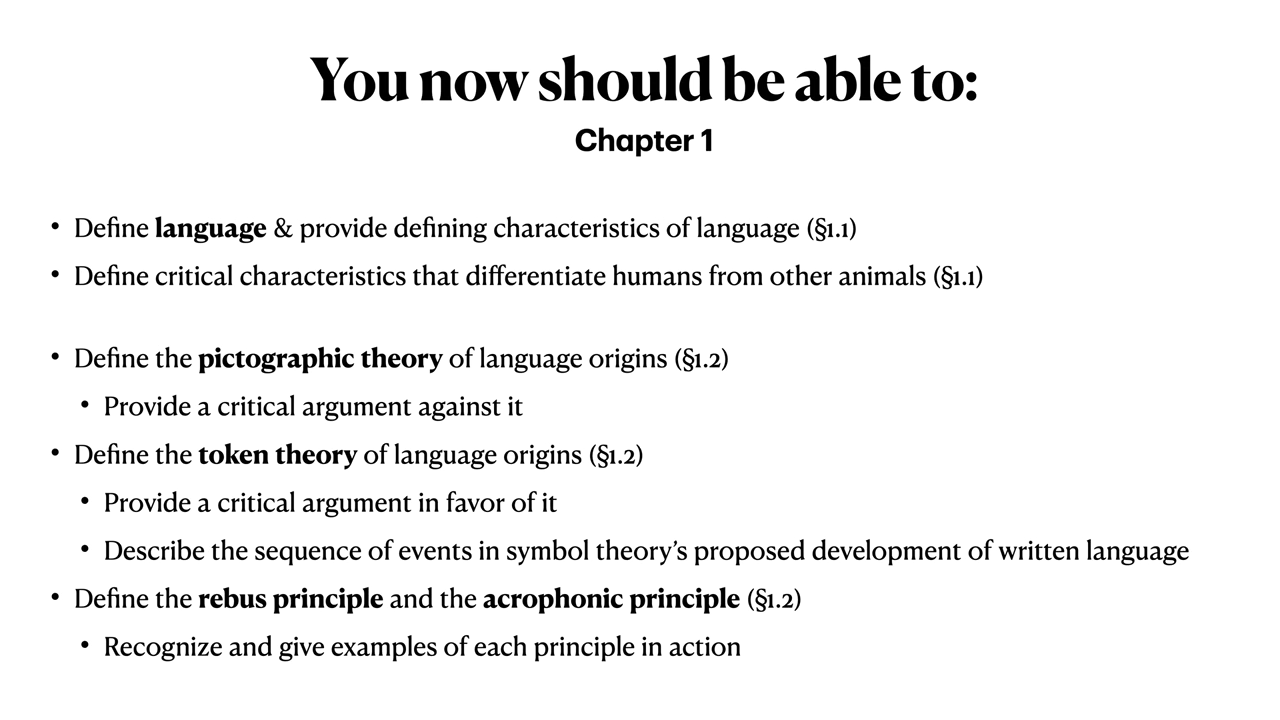 You now should be able to:
Chapter 1
• Define language & provide defining characteristics of language (§1.1)
• Define critical characteristics that differentiate humans from other animals (§1.1)
• Define the pictographic theory of language origins (§1.2)
• Provide a critical argument against it
• Define the token theory of language origins (§1.2)
• Provide a critical argument in favor of it
• Describe the sequence of events in symbol theory’s proposed development of written language
• Define the rebus principle and the acrophonic principle (§1.2)
• Recognize and give examples of each principle in action